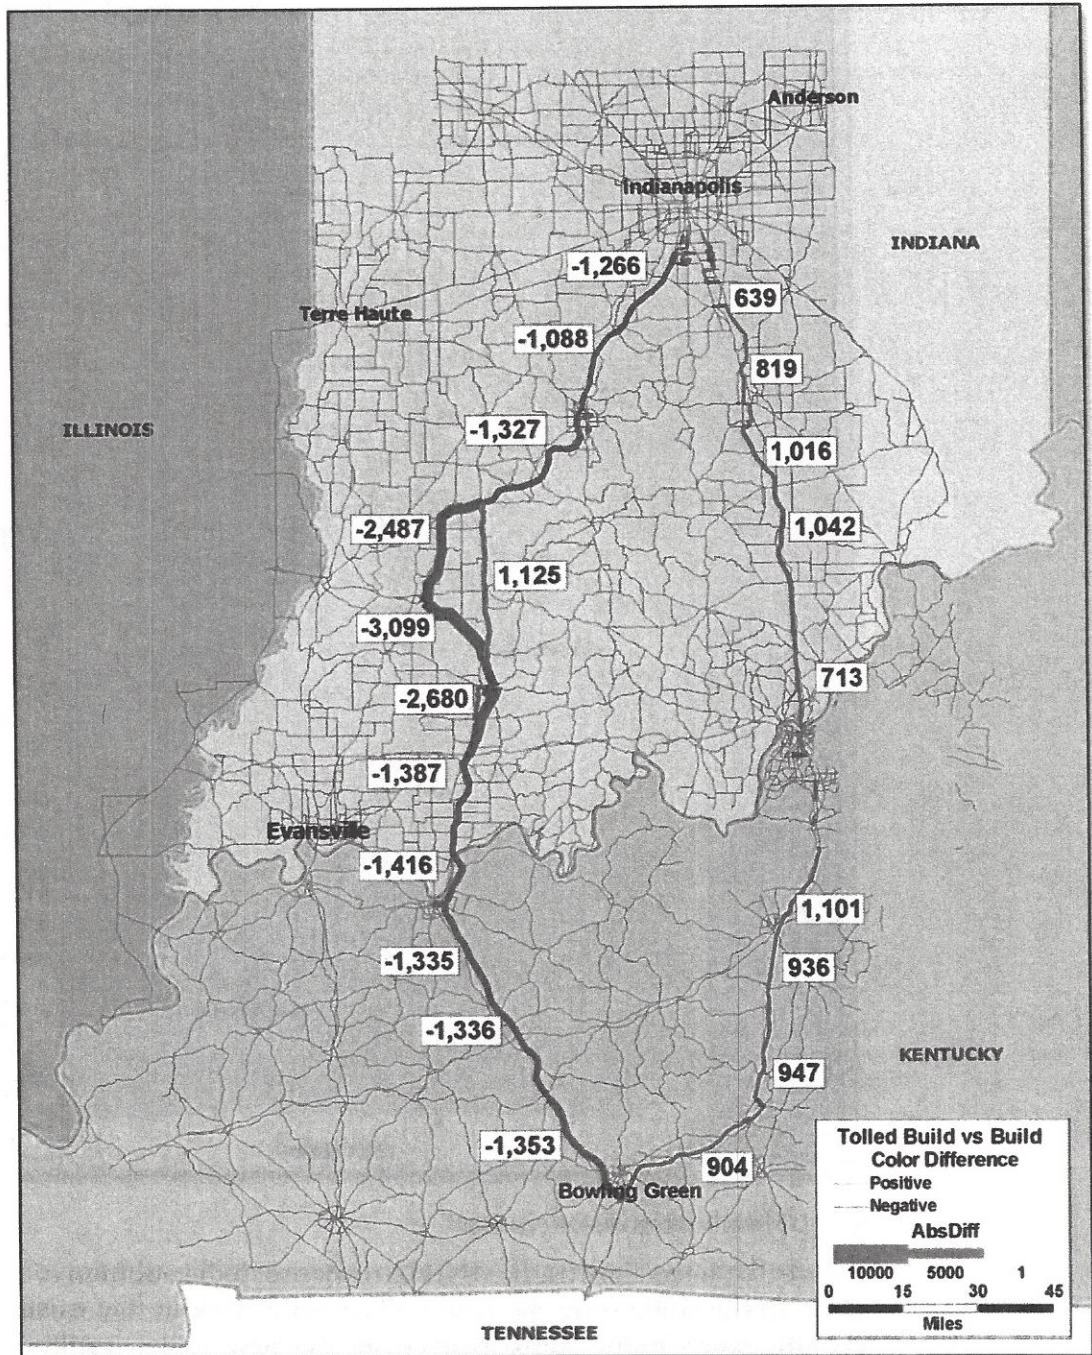 Anderson
Indianapolis
INDIANA
-1,266
639
Terre Haute
-1,088
819
ILLINOIS
-1,327
1,016
-2,487
1,042
1,125
-3,099
713
-2,680
-1,387
Evansville
-1,416
1,101
-1,335
936
-1,336
KENTUCKY
947
-1,353
904
Bowling Green
Tolled Build vs Build
Color Difference
Positive
Negative
AbsDiff
10000 5000 1
0 15 30 45
Miles
TENNESSEE